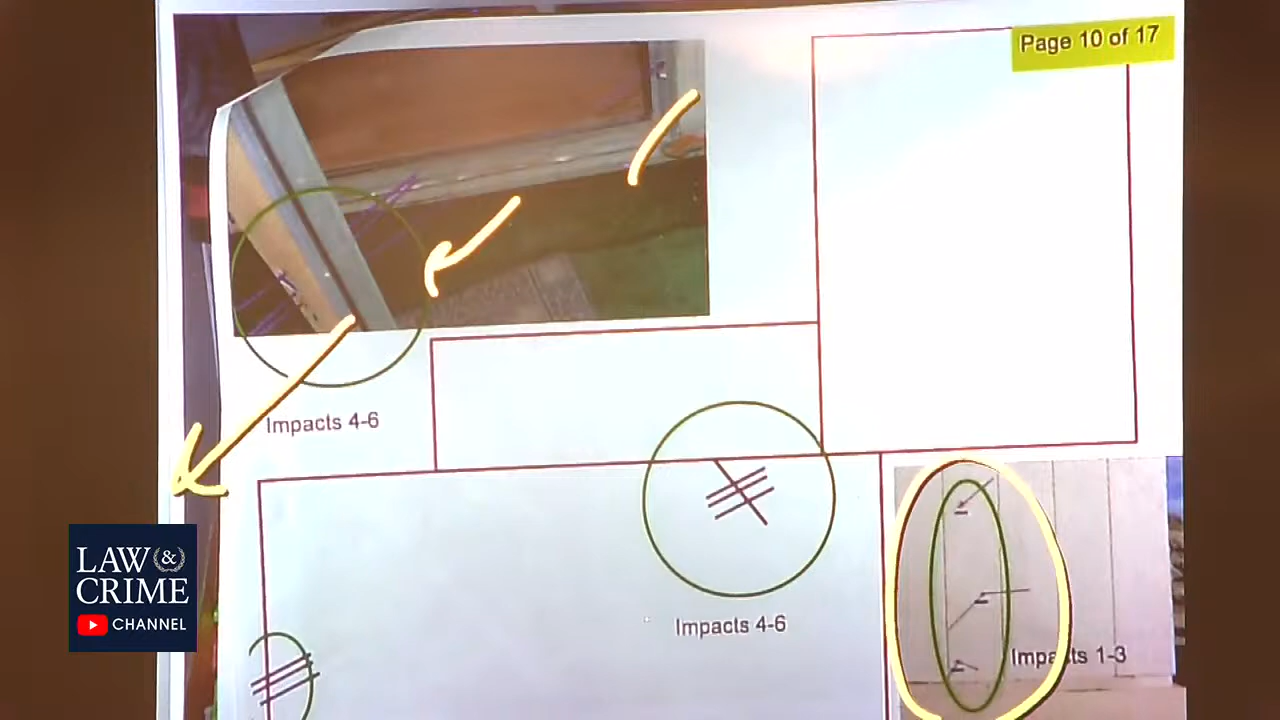 Page 10 of 17
Impacts 4-6
Impacts 4-6
Impacts 1-3
LAW &
CRIME
CHANNEL